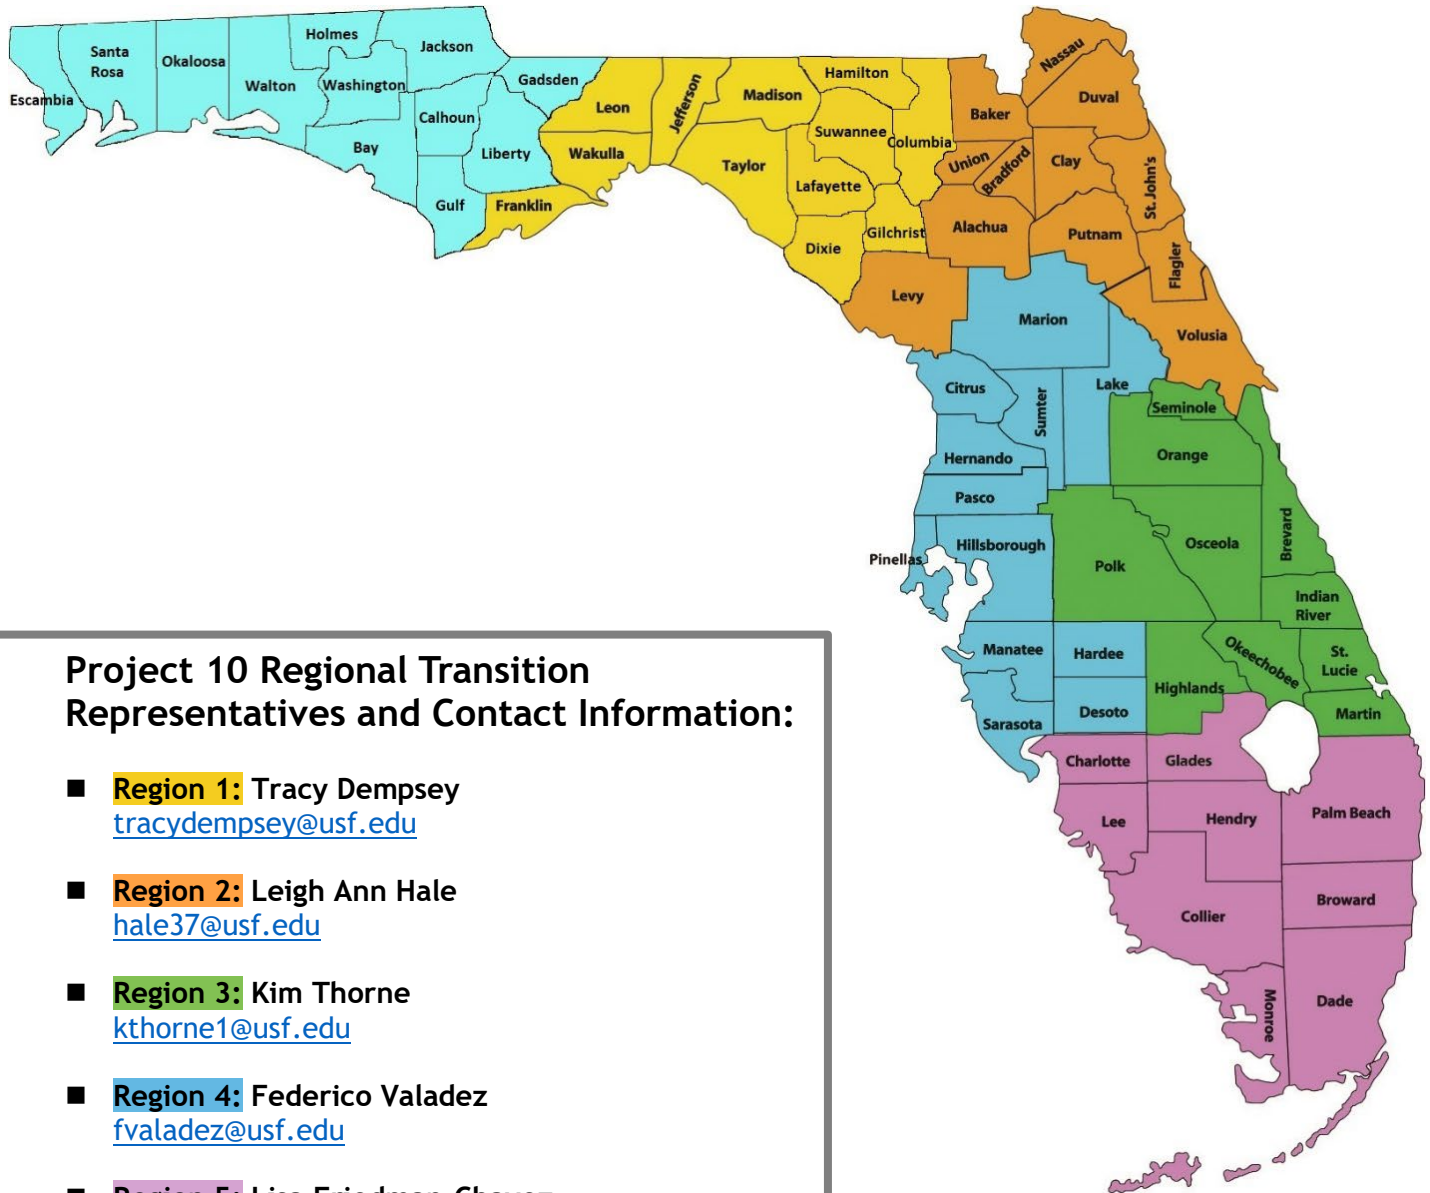 Holmes
Jackson
Santa
Rosa
Okaloosa
Walton
Washington
Gadsden
Escambia
Calhoun
Bay
Liberty
Gulf
Franklin
Leon
Jefferson
Madison
Hamilton
Wakulla
Taylor
Suwannee
Columbia
Lafayette
Dixie
Gilchrist
Nassau
Baker
Duval
Union
Bradford
Clay
St. John's
Alachua
Putnam
Flagler
Levy
Volusia
Marion
Citrus
Sumter
Lake
Seminole
Hernando
Orange
Pasco
Pinellas
Hillsborough
Polk
Osceola
Brevard
Indian
River
Manatee
Hardee
Okeechobee
St.
Lucie
Highlands
Sarasota
Desoto
Martin
Charlotte
Glades
Lee
Hendry
Palm Beach
Collier
Broward
Monroe
Dade
Project 10 Regional Transition
Representatives and Contact Information:
■ Region 1: Tracy Dempsey
tracydempsey@usf.edu
■ Region 2: Leigh Ann Hale
hale37@usf.edu
■ Region 3: Kim Thorne
kthorne1@usf.edu
■ Region 4: Federico Valadez
fvaladez@usf.edu
■ Region 5: Lisa Friedman-Chavez